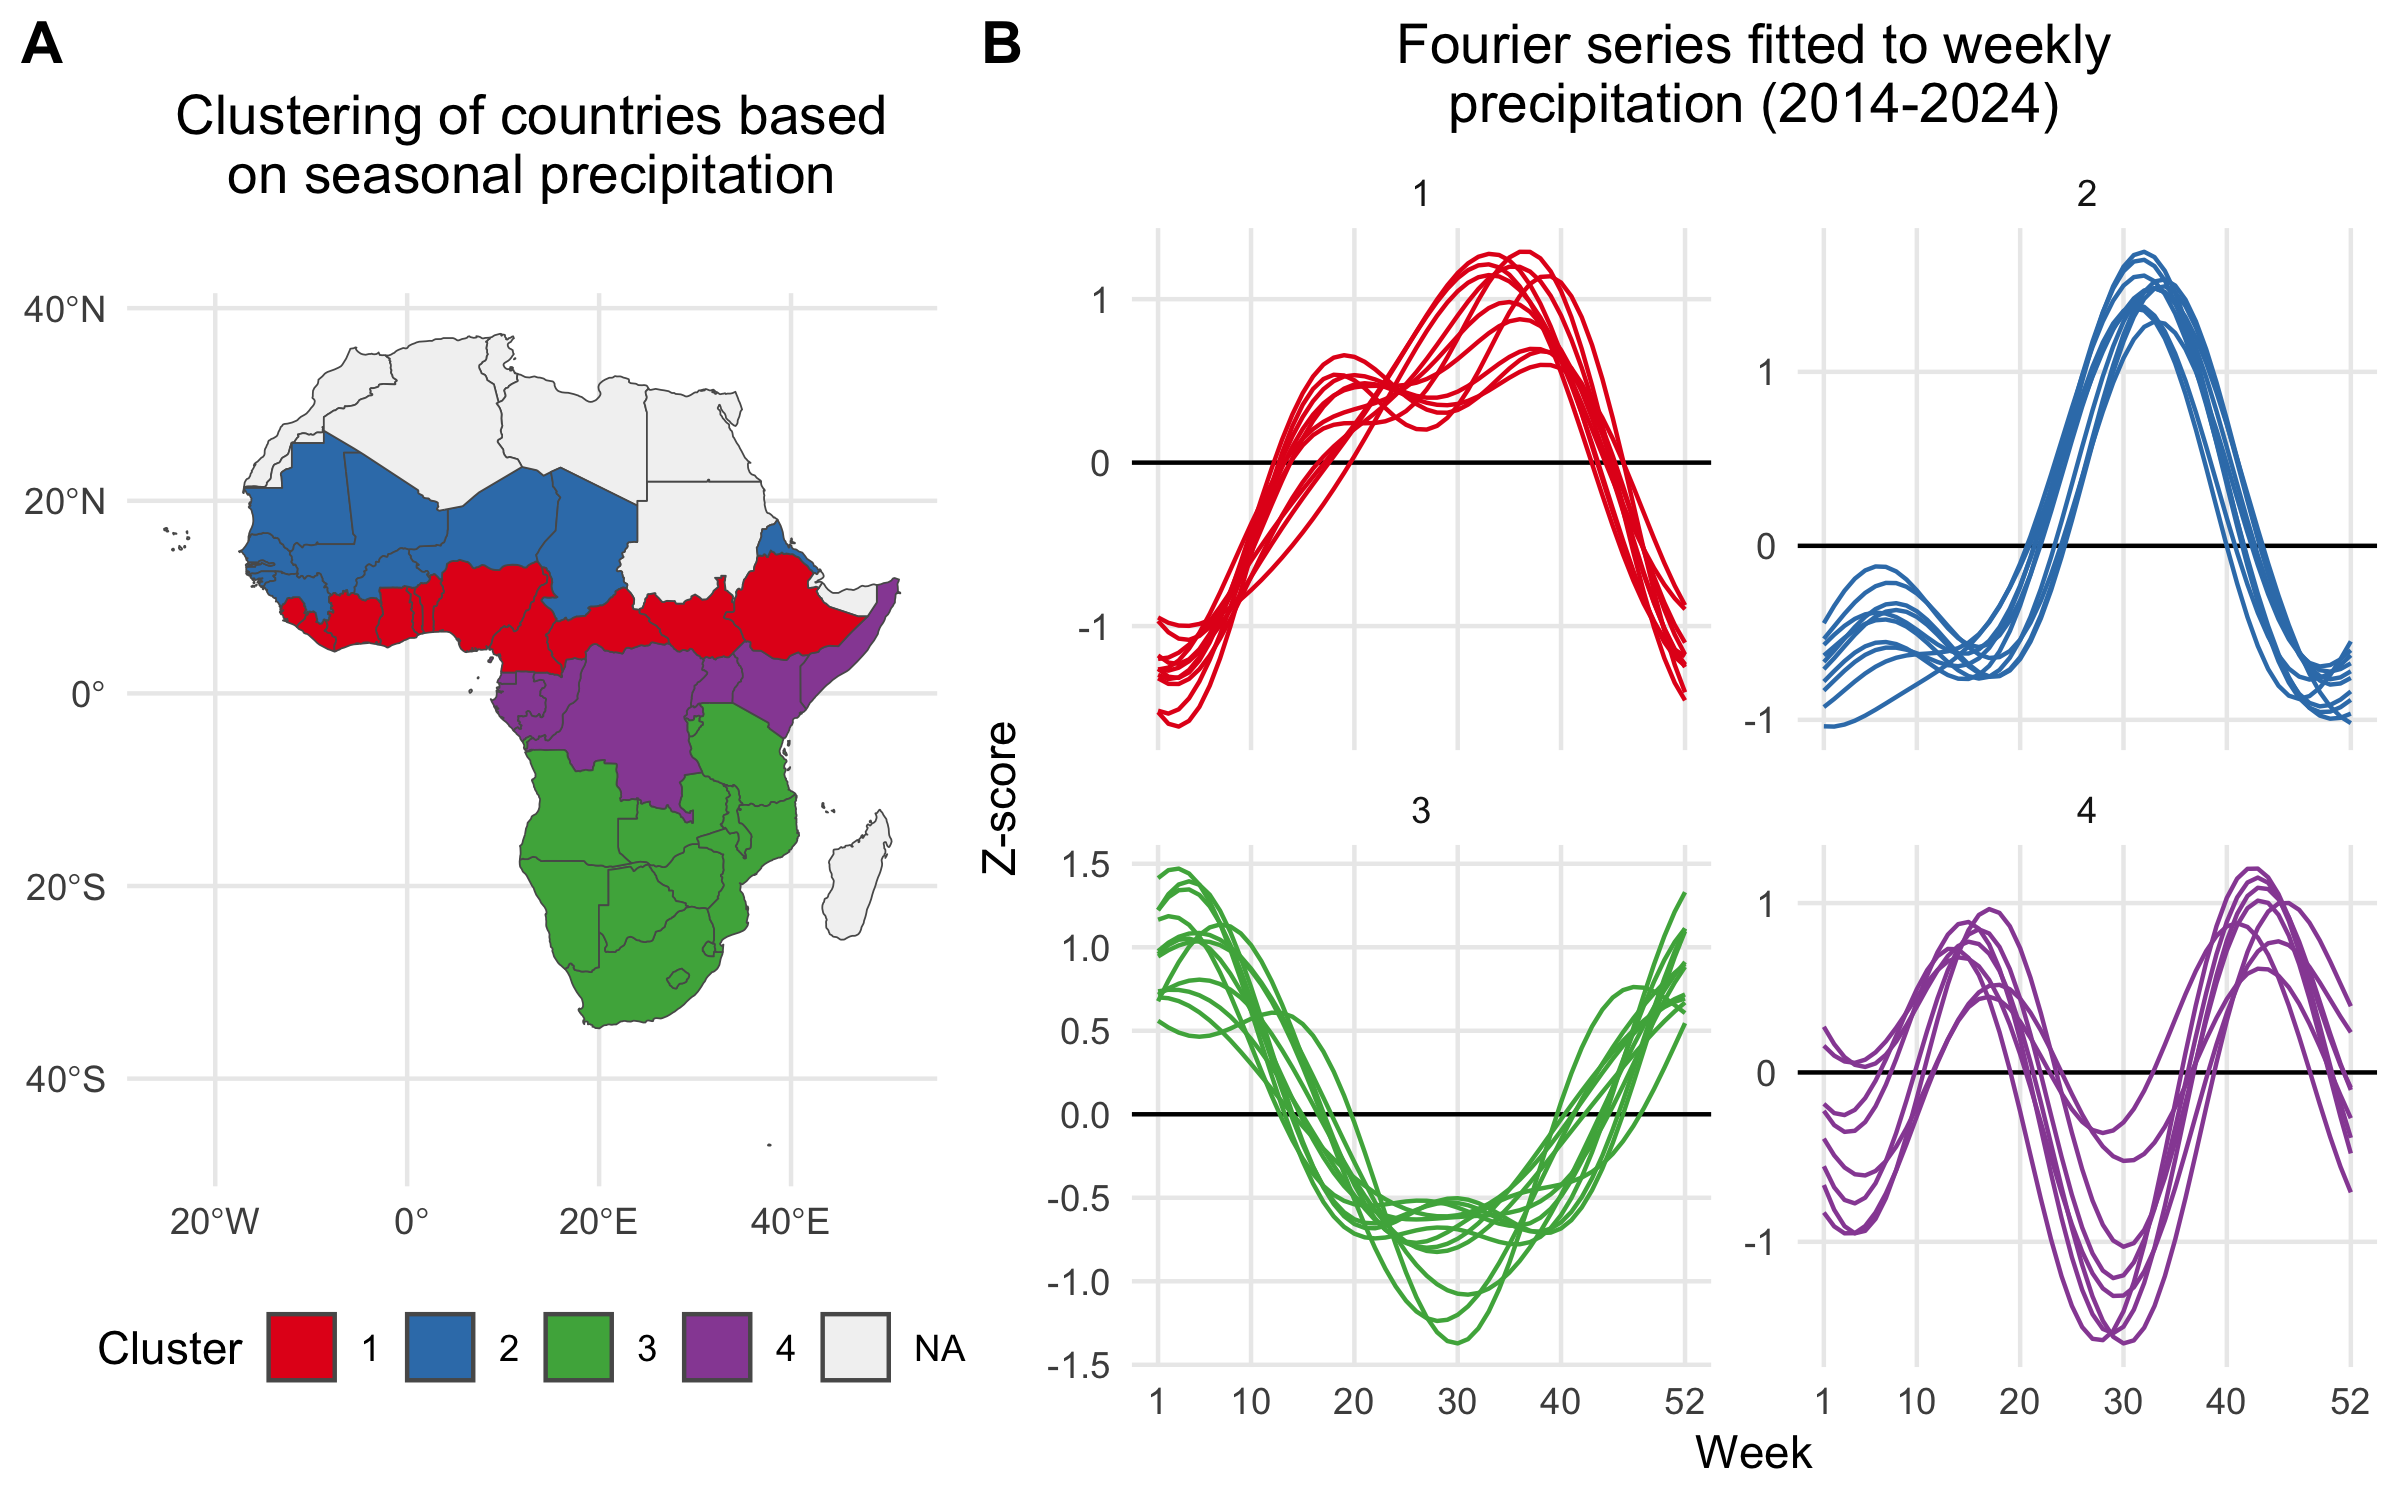 A
Clustering of countries based
on seasonal precipitation
40°N
20°N
0°
20°S
40°S
20°W 0° 20°E 40°E
Cluster 1 2 3 4 NA
B
Fourier series fitted to weekly
precipitation (2014-2024)
Z-score
1
1
0
-1
2
1
0
-1
3
1.5
1.0
0.5
0.0
-0.5
-1.0
-1.5
1 10 20 30 40 52
4
1
0
-1
1 10 20 30 40 52
Week